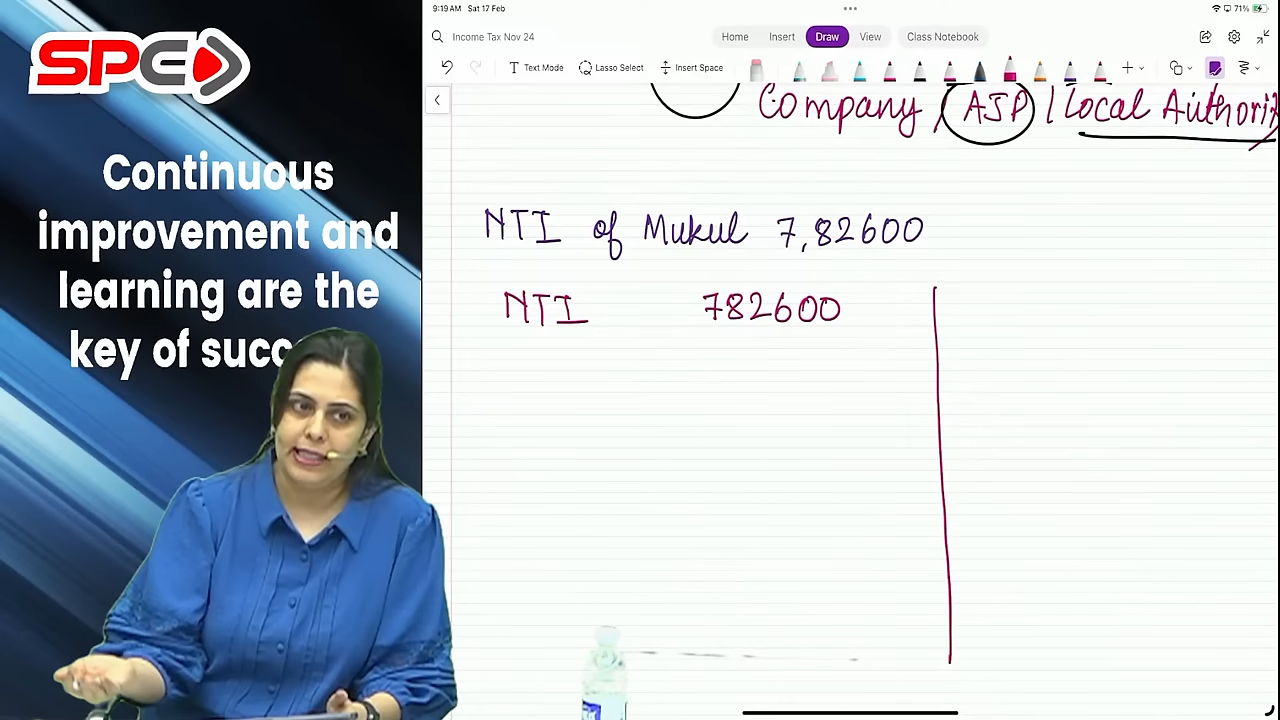 SPC
Continuous
improvement and
learning are the
key of succ
9:19 AM Sat 17 Feb
71%
Income Tax Nov 24
Home Insert Draw View Class Notebook
Text Mode Lasso Select Insert Space
Company / AJP / Local Authorit
NTI of Mukul 7,82600
NTI 782600